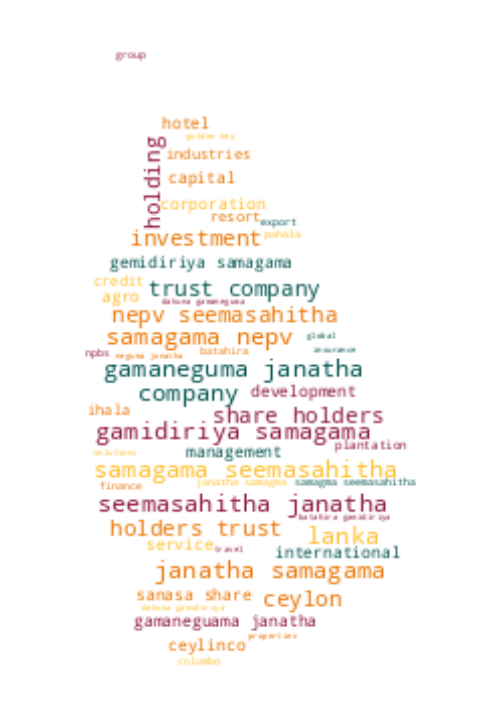 group
hotel
golden key
holding
industries
capital
corporation
resort
export
investment
pahala
gemidiriya samagama
credit
trust company
agro
dakuna gamaneguma
nepv seemasahitha
samagama nepv
global
npbs
neguma janatha
batahira
insurance
gamaneguma janatha
company
development
ihala
share holders
gamidiriya samagama
plantation
solutions
management
samagama seemasahitha
finance
janatha samagma
samagma seemasahitha
seemasahitha janatha
batahira gamidiriya
holders trust
lanka
service
travel
international
janatha samagama
sanasa share
ceylon
dakuna gamidiriya
gamaneguama janatha
properties
ceylinco
colombo